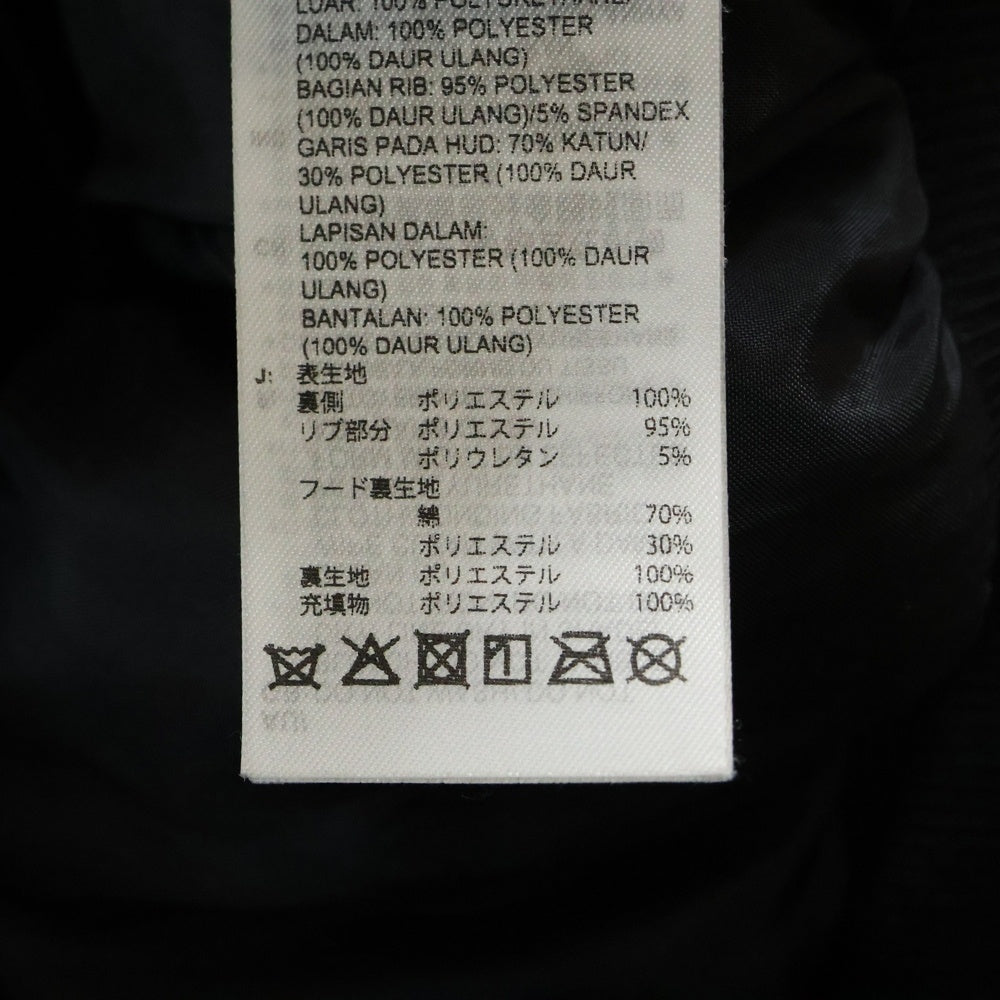 LUAR: 100% POLYURETHANE/
DALAM: 100% POLYESTER
(100% DAUR ULANG)
BAGIAN RIB: 95% POLYESTER
(100% DAUR ULANG)/5% SPANDEX
GARIS PADA HUD: 70% KATUN/
30% POLYESTER (100% DAUR
ULANG)
LAPISAN DALAM:
100% POLYESTER (100% DAUR
ULANG)
BANTALAN: 100% POLYESTER
(100% DAUR ULANG)
J: 表生地
裏側 ポリエステル 100%
リブ部分 ポリエステル 95%
ポリウレタン 5%
フード裏生地
綿 70%
ポリエステル 30%
裏生地 ポリエステル 100%
充填物 ポリエステル 100%